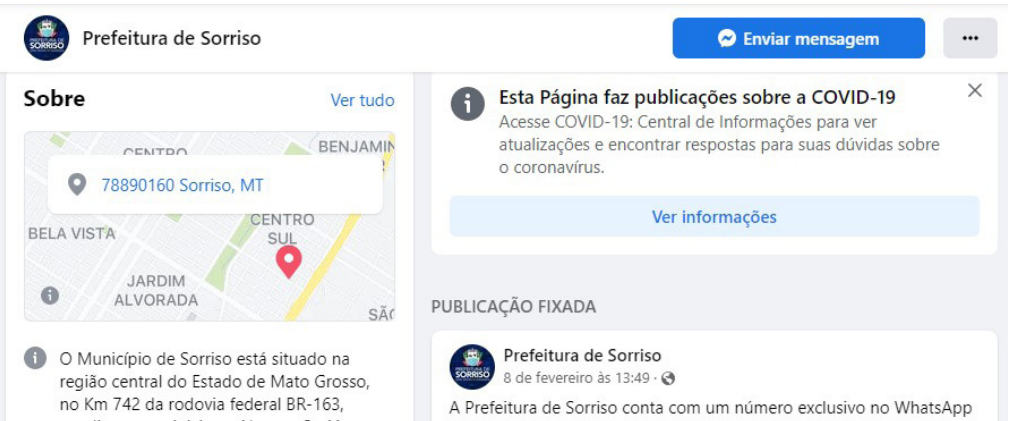 Prefeitura de Sorriso
Enviar mensagem
Sobre
Ver tudo
CENTRO
BENJAMIN
78890160 Sorriso, MT
BELA VISTA
CENTRO
SUL
JARDIM
ALVORADA
O Município de Sorriso está situado na
região central do Estado de Mato Grosso,
no Km 742 da rodovia federal BR-163,
Esta Página faz publicações sobre a COVID-19
Acesse COVID-19: Central de Informações para ver
atualizações e encontrar respostas para suas dúvidas sobre
o coronavírus.
Ver informações
PUBLICAÇÃO FIXADA
SORRISO
Prefeitura de Sorriso
8 de fevereiro às 13:49 ·
A Prefeitura de Sorriso conta com um número exclusivo no WhatsApp